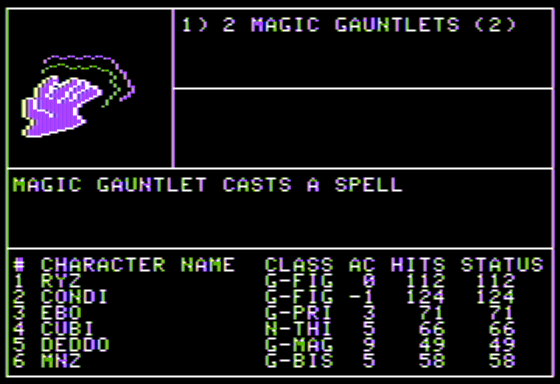 1) 2 MAGIC GAUNTLETS (2)
MAGIC GAUNTLET CASTS A SPELL
# CHARACTER NAME CLASS AC HITS STATUS
1 RYZ G-FIG 0 112 112
2 CONDI G-FIG -1 124 124
3 EBO G-PRI 3 71 71
4 CUBI N-THI 5 66 66
5 DEDDO G-MAG 9 49 49
6 MNZ G-BIS 5 58 58